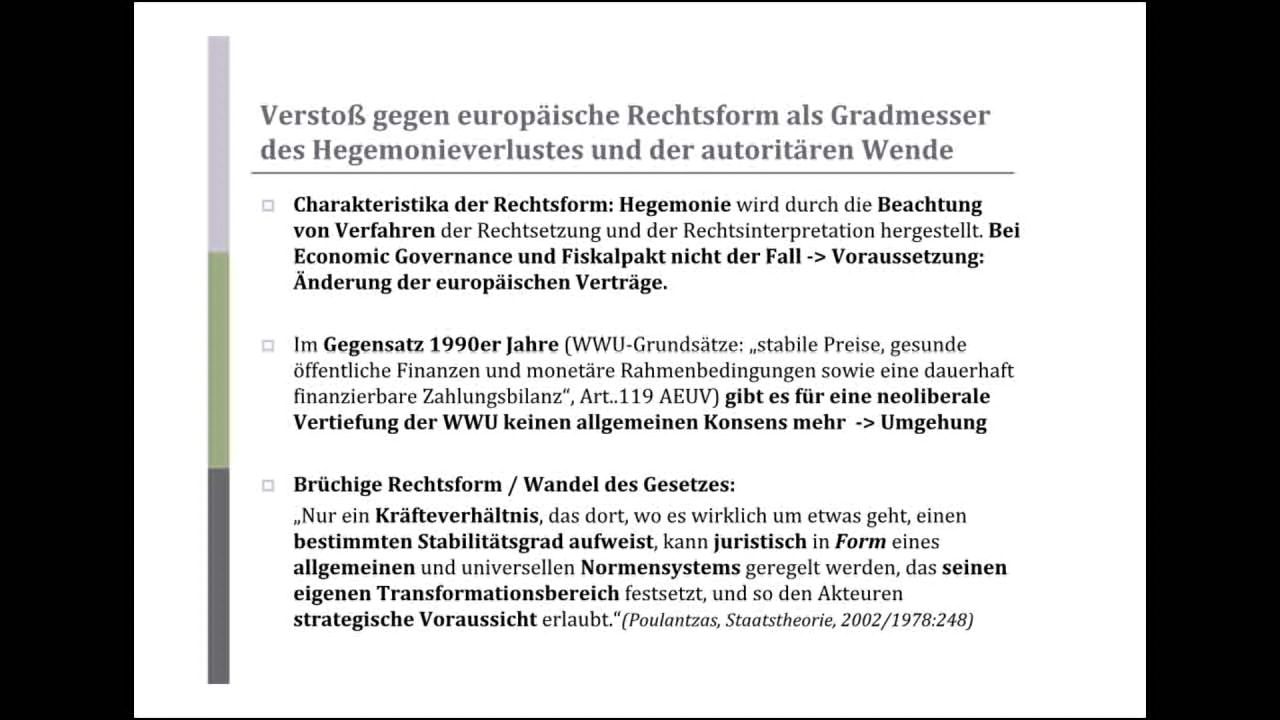 Verstoß gegen europäische Rechtsform als Gradmesser
des Hegemonieverlustes und der autoritären Wende
Charakteristika der Rechtsform: Hegemonie wird durch die Beachtung
von Verfahren der Rechtsetzung und der Rechtsinterpretation hergestellt. Bei
Economic Governance und Fiskalpakt nicht der Fall -> Voraussetzung:
Änderung der europäischen Verträge.
Im Gegensatz 1990er Jahre (WWU-Grundsätze: „stabile Preise, gesunde
öffentliche Finanzen und monetäre Rahmenbedingungen sowie eine dauerhaft
finanzierbare Zahlungsbilanz“, Art..119 AEUV) gibt es für eine neoliberale
Vertiefung der WWU keinen allgemeinen Konsens mehr -> Umgehung
Brüchige Rechtsform / Wandel des Gesetzes:
„Nur ein Kräfteverhältnis, das dort, wo es wirklich um etwas geht, einen
bestimmten Stabilitätsgrad aufweist, kann juristisch in Form eines
allgemeinen und universellen Normensystems geregelt werden, das seinen
eigenen Transformationsbereich festsetzt, und so den Akteuren
strategische Voraussicht erlaubt.“(Poulantzas, Staatstheorie, 2002/1978:248)